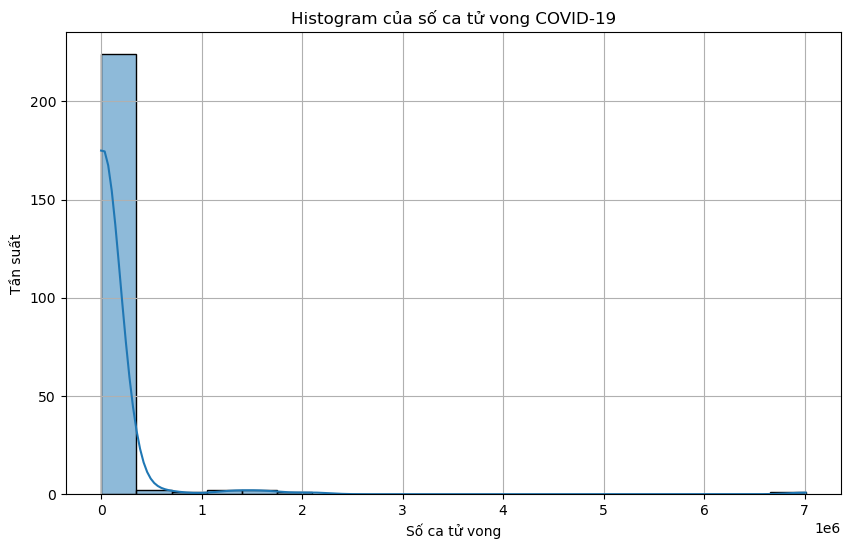 Histogram của số ca tử vong COVID-19
Tần suất
200
150
100
50
0
0 1 2 3 4 5 6 7
1e6
Số ca tử vong